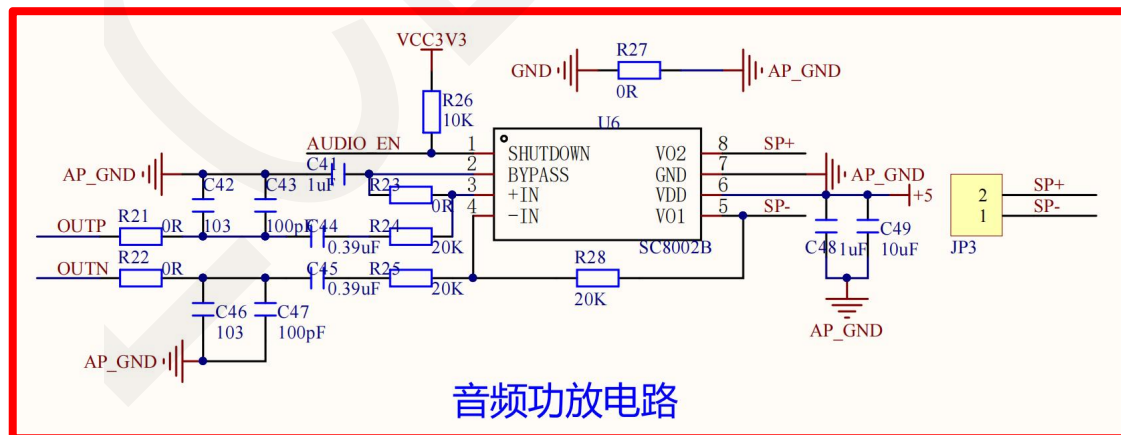 VCC3V3
R26
10K
GND
R27
0R
AP_GND
U6
AUDIO_EN
1
SHUTDOWN
VO2
8
SP+
2
BYPASS
GND
7
AP_GND
3
+IN
VDD
6
+5
4
-IN
VO1
5
SP-
SC8002B
AP_GND
C42
103
C43
100pF
C41
1uF
R23
0R
OUTP
R21
0R
C44
0.39uF
R24
20K
OUTN
R22
0R
C45
0.39uF
R25
20K
R28
20K
C46
103
C47
100pF
AP_GND
C48
1uF
C49
10uF
AP_GND
2
SP+
1
SP-
JP3
音频功放电路